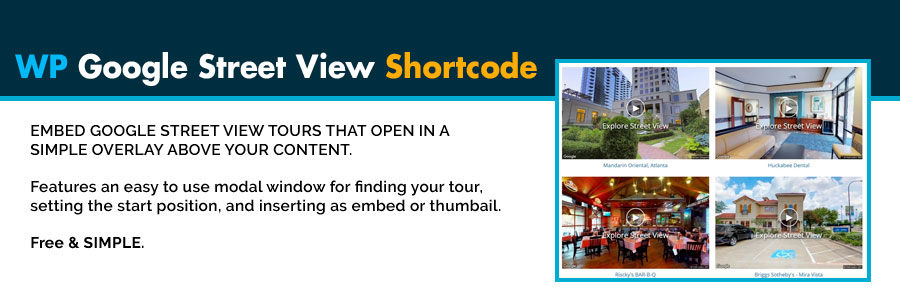 WP Google Street View Shortcode
EMBED GOOGLE STREET VIEW TOURS THAT OPEN IN A
SIMPLE OVERLAY ABOVE YOUR CONTENT.
Features an easy to use modal window for finding your tour,
setting the start position, and inserting as embed or thumbail.
Free & SIMPLE.
Explore Street View
Google
Mandarin Oriental, Atlanta
Explore Street View
Huckabee Dental
Explore Street View
Rocky's BAR-B-Q
Explore Street View
Google
Briggs Sotheby's - Mira Vista